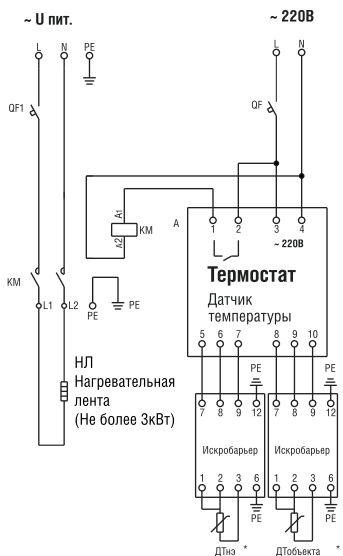 ~ U пит.
~ 220В
L N PE
L N
QF1
QF
A1
A2
KM
A
1 2 3 4
~ 220В
Термостат
Датчик
температуры
KM
L1 L2
PE
PE
5 6 7 8 9 10
НЛ
Нагревательная
лента
(Не более 3кВт)
PE
PE
7 8 9 12
7 8 9 12
Искробарьер
Искробарьер
1 2 3 6
1 2 3 6
PE
PE
ДТнэ *
ДТобъекта *